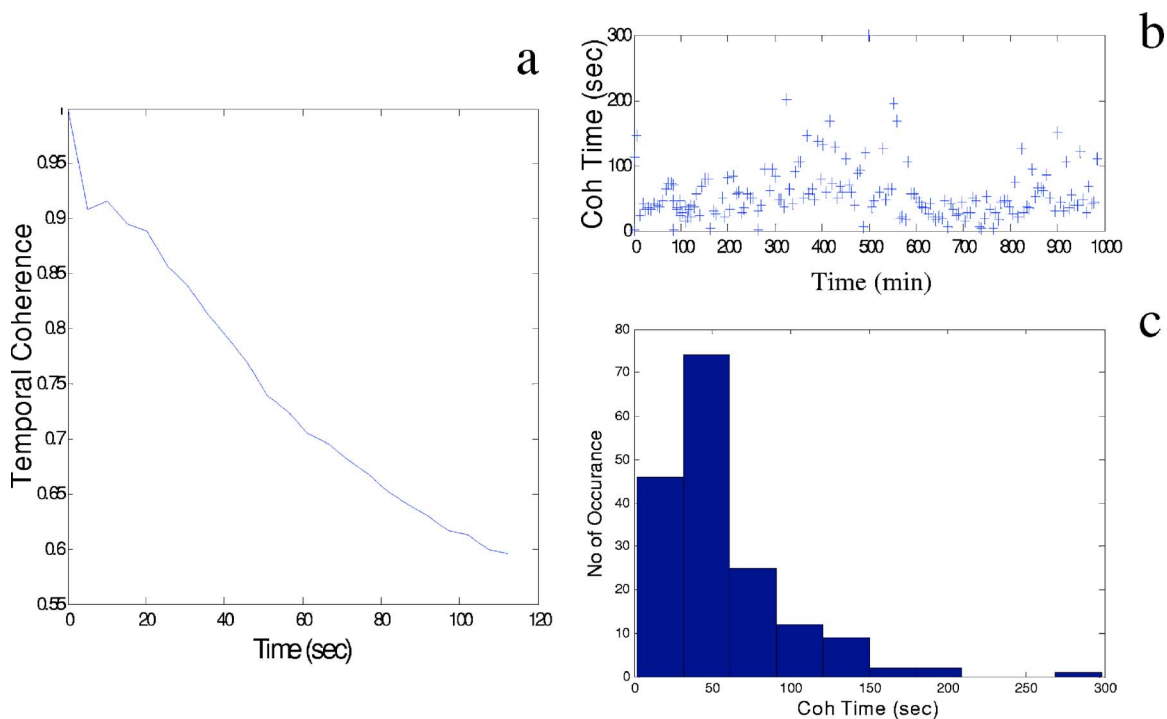 a
1
0.95
0.9
0.85
0.8
0.75
0.7
0.65
0.6
0.55
0 20 40 60 80 100 120
Temporal Coherence
Time (sec)
b
300
200
100
0
0 100 200 300 400 500 600 700 800 900 1000
Coh Time (sec)
Time (min)
c
80
70
60
50
40
30
20
10
0
0 50 100 150 200 250 300
No of Occurance
Coh Time (sec)